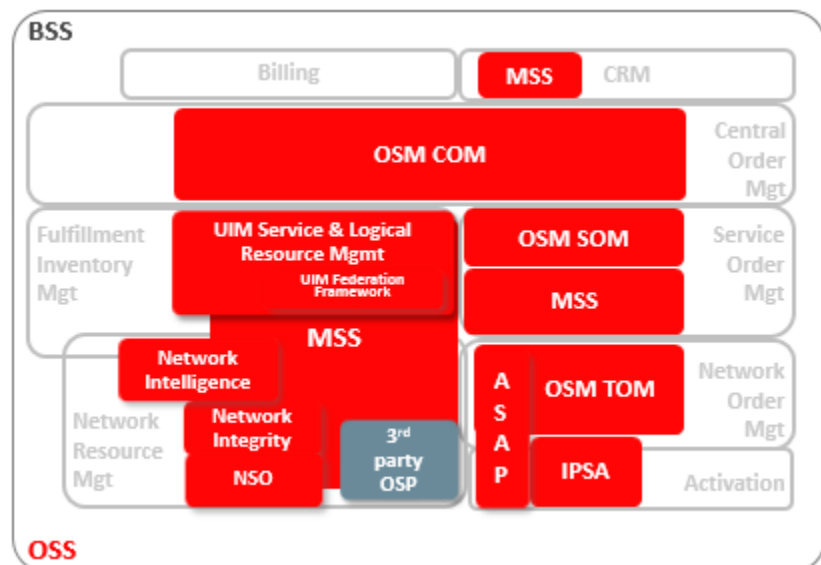 BSS
Billing
MSS
CRM
OSM COM
Central
Order
Mgt
Fulfillment
Inventory
Mgt
UIM Service & Logical
Resource Mgmt
UIM Federation
Framework
OSM SOM
MSS
Service
Order
Mgt
MSS
Network
Intelligence
Network
Integrity
NSO
3rd
party
OSP
Network
Resource
Mgt
A
S
A
P
OSM TOM
IPSA
Network
Order
Mgt
Activation
OSS